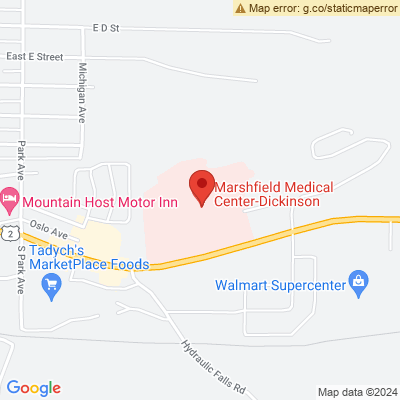 Map error: g.co/staticmaperror
E D St
East E Street
Michigan Ave
Park Ave
Marshfield Medical
Center-Dickinson
Mountain Host Motor Inn
Oslo Ave
2
S Park Ave
Tadych's
MarketPlace Foods
Walmart Supercenter
Hydraulic Falls Rd
Google
Map data ©2024